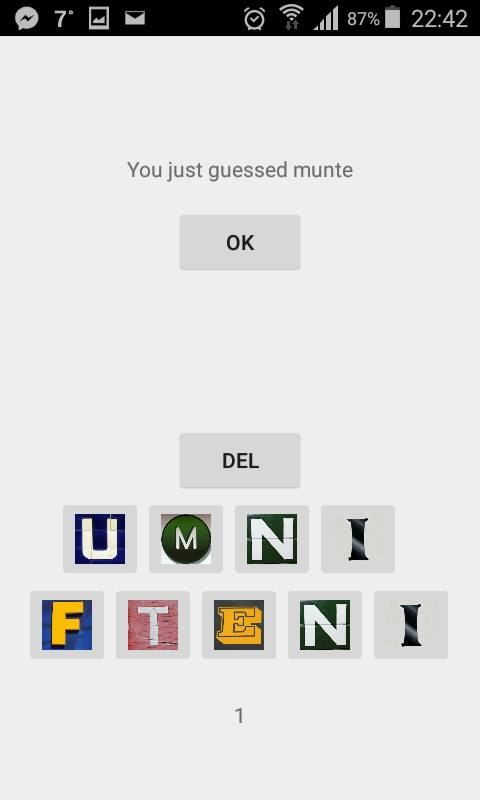 7° 87% 22:42
You just guessed munte
OK
DEL
U M N I
F T E N I
1